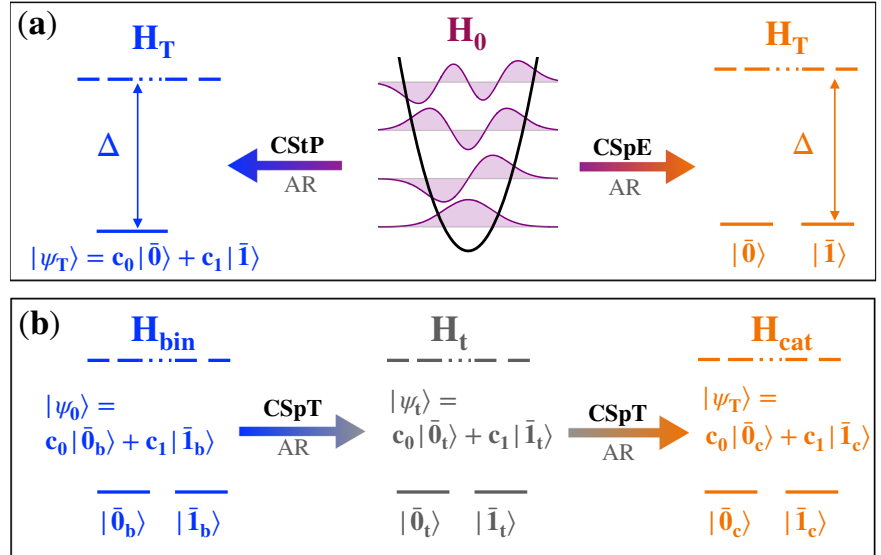 (a)
H_T
H_0
H_T
Δ
CStP
AR
CSpE
AR
Δ
|ψ_T⟩ = c_0|0̄⟩ + c_1|1̄⟩
|0̄⟩ |1̄⟩
(b)
H_bin
H_t
H_cat
|ψ_0⟩ =
c_0|0̄_b⟩ + c_1|1̄_b⟩
CSpT
AR
|ψ_t⟩ =
c_0|0̄_t⟩ + c_1|1̄_t⟩
CSpT
AR
|ψ_T⟩ =
c_0|0̄_c⟩ + c_1|1̄_c⟩
|0̄_b⟩ |1̄_b⟩
|0̄_t⟩ |1̄_t⟩
|0̄_c⟩ |1̄_c⟩